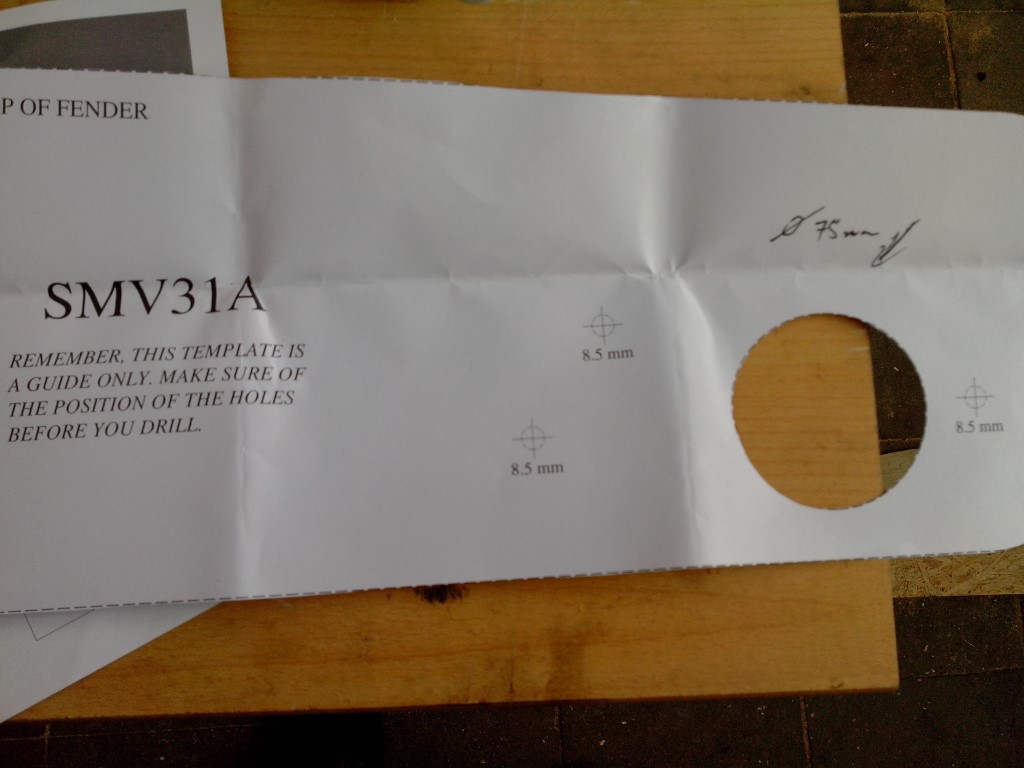 P OF FENDER
Ø 75mm
SMV31A
8.5 mm
REMEMBER, THIS TEMPLATE IS
A GUIDE ONLY. MAKE SURE OF
THE POSITION OF THE HOLES
BEFORE YOU DRILL.
8.5 mm
8.5 mm